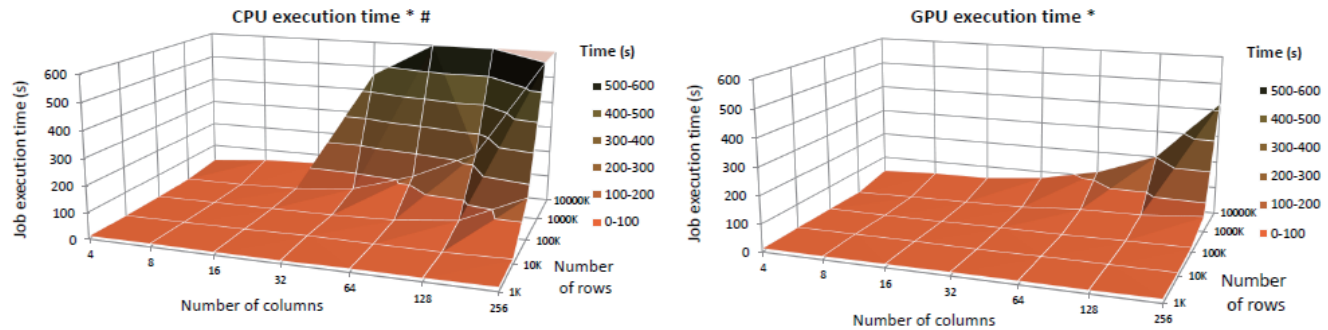 CPU execution time * #
Job execution time (s)
600
500
400
300
200
100
0
4
8
16
32
64
128
256
Number of columns
1K
10K
100K
1000K
10000K
Number
of rows
Time (s)
500-600
400-500
300-400
200-300
100-200
0-100
GPU execution time *
Job execution time (s)
600
500
400
300
200
100
0
4
8
16
32
64
128
256
Number of columns
1K
10K
100K
1000K
10000K
Number
of rows
Time (s)
500-600
400-500
300-400
200-300
100-200
0-100